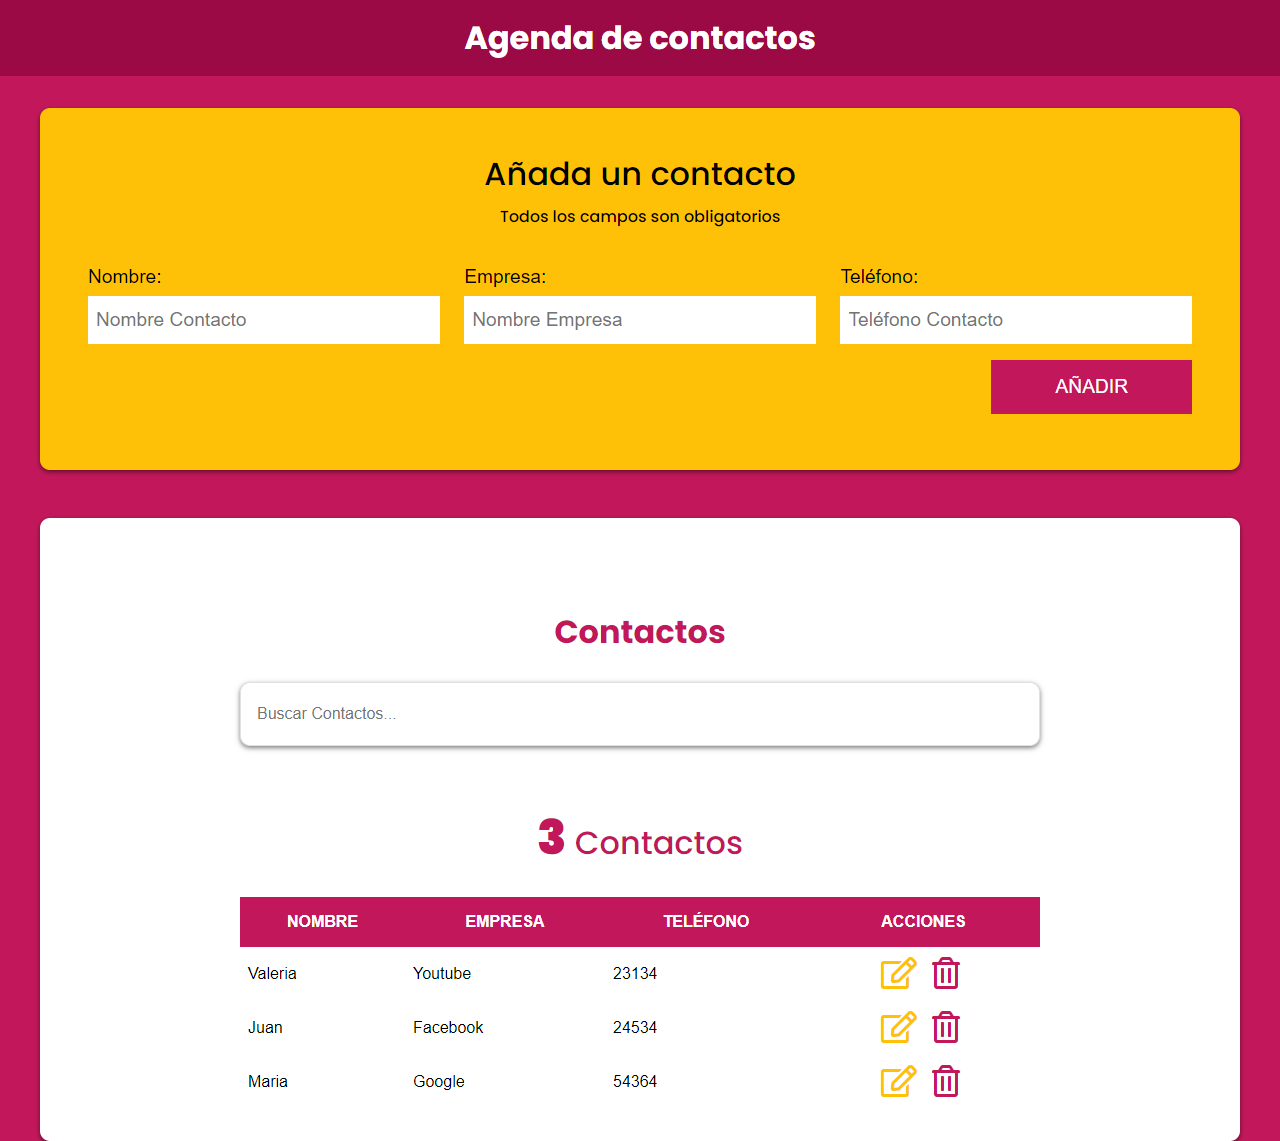 Agenda de contactos
Añada un contacto
Todos los campos son obligatorios
Nombre: Empresa: Teléfono:
Nombre Contacto Nombre Empresa Teléfono Contacto
AÑADIR
Contactos
Buscar Contactos...
3 Contactos
NOMBRE EMPRESA TELÉFONO ACCIONES
Valeria Youtube 23134
Juan Facebook 24534
Maria Google 54364